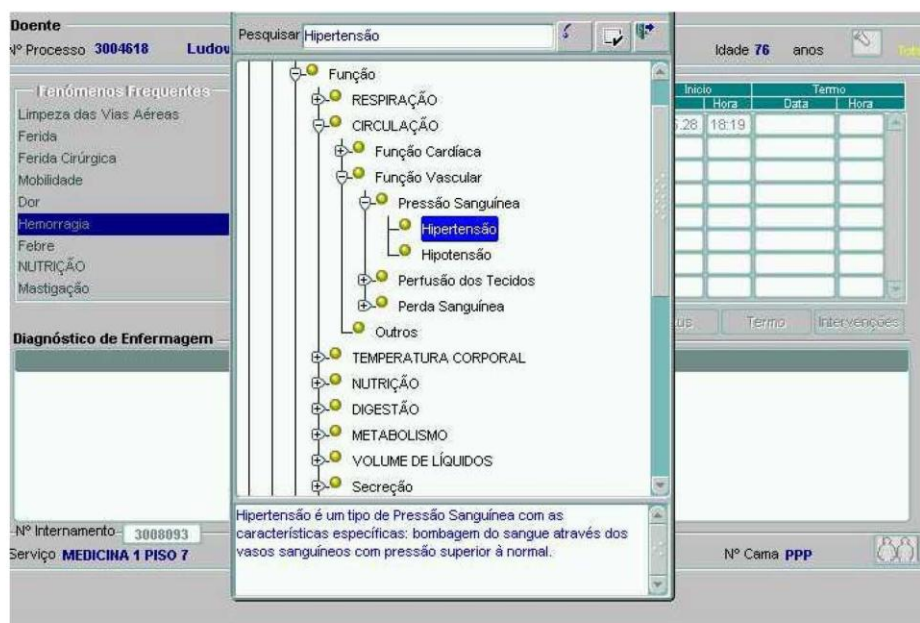 Doente
Nº Processo 3004618 Ludov
Idade 76 anos
Pesquisar Hipertensão
Fenómenos Frequentes
Limpeza das Vias Aéreas
Ferida
Ferida Cirúrgica
Mobilidade
Dor
Hemorragia
Febre
NUTRIÇÃO
Mastigação
Função
RESPIRAÇÃO
CIRCULAÇÃO
Função Cardíaca
Função Vascular
Pressão Sanguínea
Hipertensão
Hipotensão
Perfusão dos Tecidos
Perda Sanguínea
Outros
TEMPERATURA CORPORAL
NUTRIÇÃO
DIGESTÃO
METABOLISMO
VOLUME DE LÍQUIDOS
Secreção
Inicio Termo
Hora Data Hora
5.28 18:19
tus Termo Intervenções
Diagnóstico de Enfermagem
Hipertensão é um tipo de Pressão Sanguínea com as
características específicas: bombagem do sangue através dos
vasos sanguíneos com pressão superior à normal.
Nº Internamento 3008093
Serviço MEDICINA 1 PISO 7
Nº Cama PPP